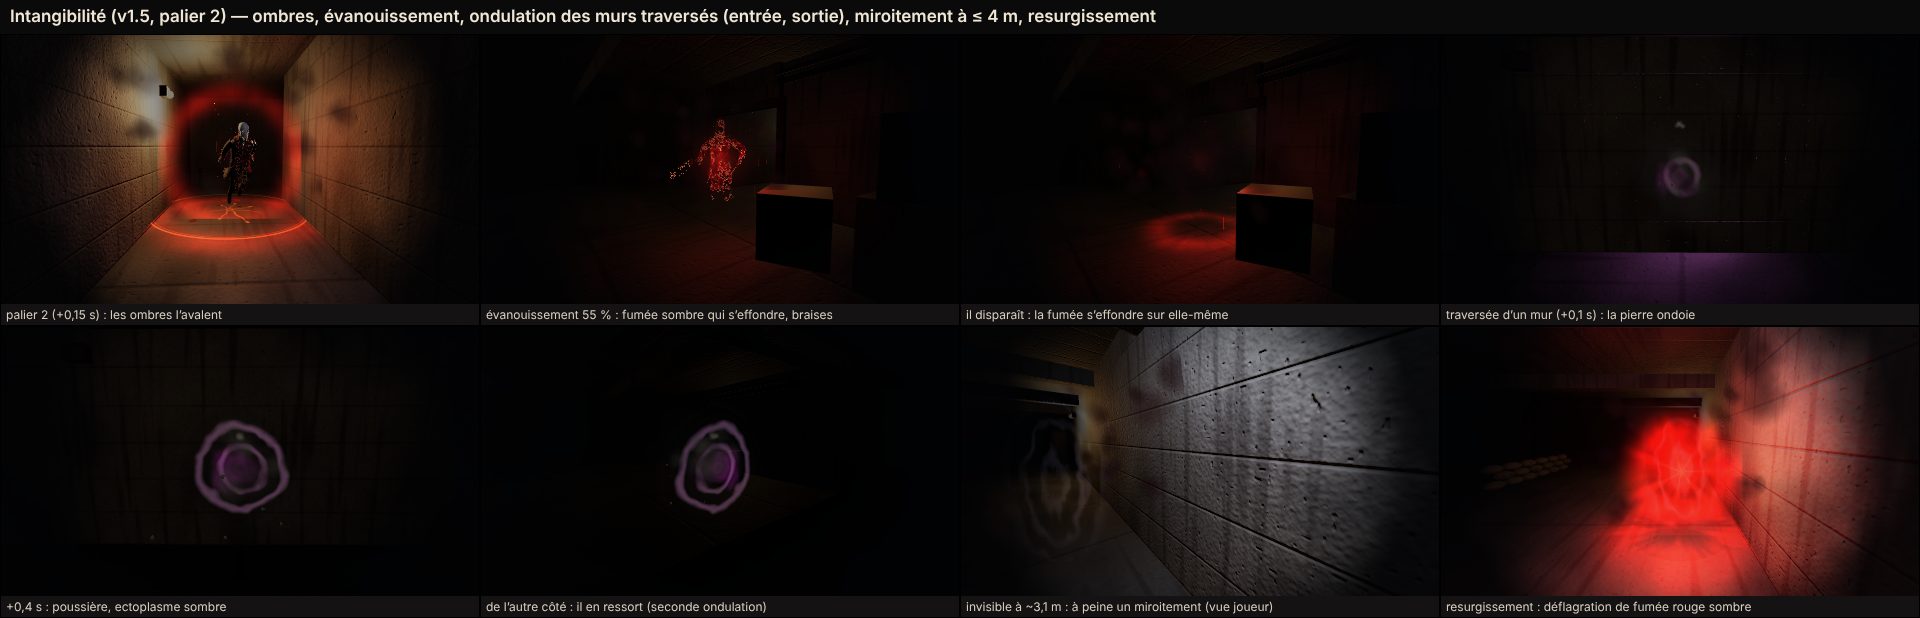 Intangibilité (v1.5, palier 2) — ombres, évanouissement, ondulation des murs traversés (entrée, sortie), miroitement à ≤ 4 m, resurgissement
palier 2 (+0,15 s) : les ombres l’avalent
évanouissement 55 % : fumée sombre qui s’effondre, braises
il disparaît : la fumée s’effondre sur elle-même
traversée d’un mur (+0,1 s) : la pierre ondoie
+0,4 s : poussière, ectoplasme sombre
de l’autre côté : il en ressort (seconde ondulation)
invisible à ~3,1 m : à peine un miroitement (vue joueur)
resurgissement : déflagration de fumée rouge sombre